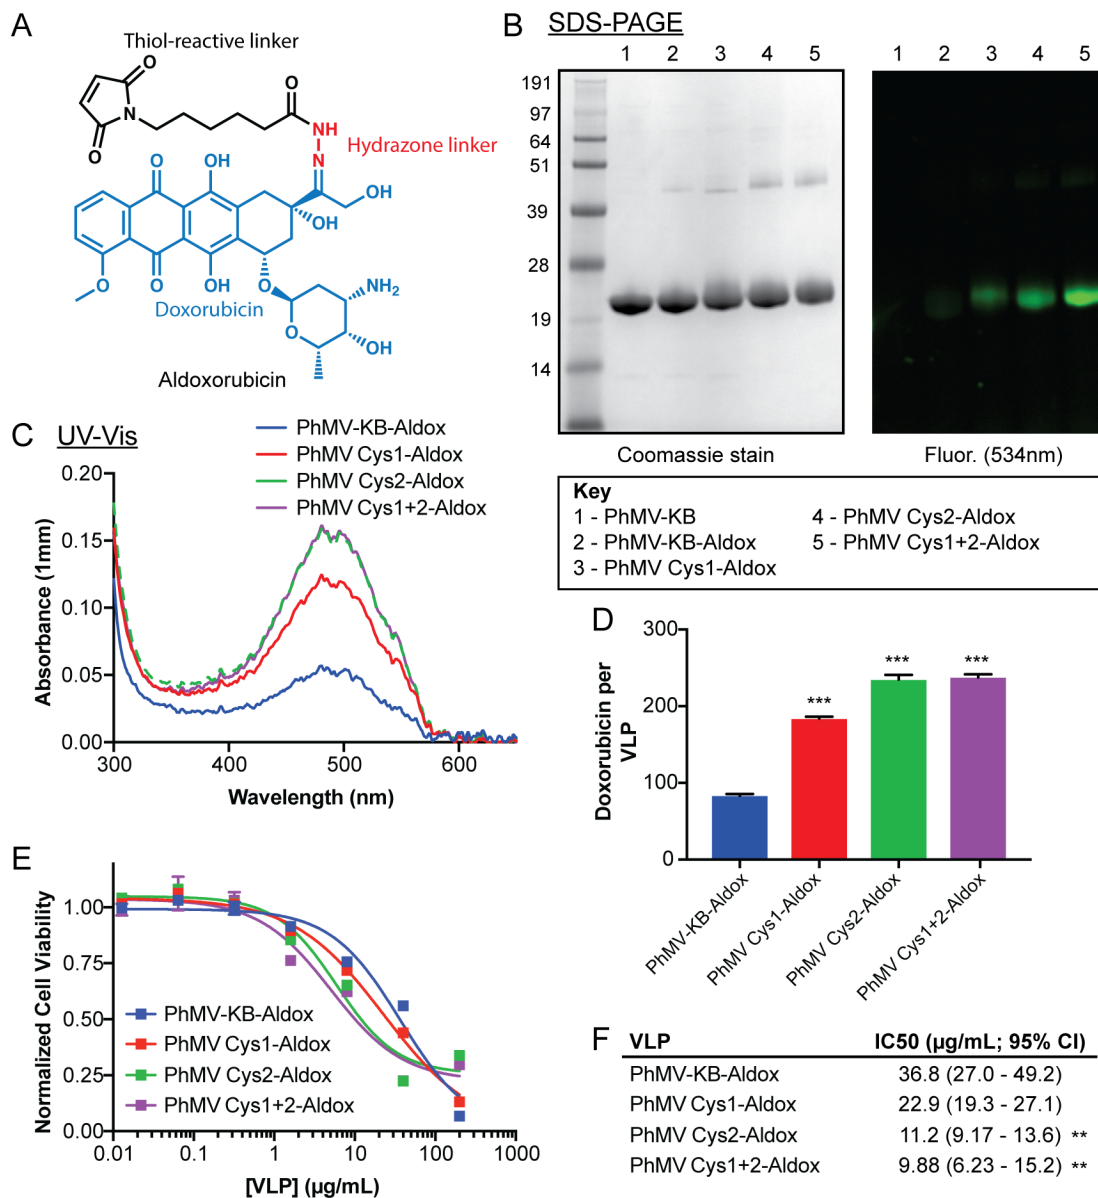 A
Thiol-reactive linker
O
N
O
O
NH
N
Hydrazone linker
O
OH
OH
OH
O
O
OH
O
NH2
Doxorubicin
O
OH
Aldoxorubicin
B SDS-PAGE
1 2 3 4 5
1 2 3 4 5
191
97
64
51
39
28
19
14
Coomassie stain
Fluor. (534nm)
Key
1 - PhMV-KB
2 - PhMV-KB-Aldox
3 - PhMV Cys1-Aldox
4 - PhMV Cys2-Aldox
5 - PhMV Cys1+2-Aldox
C UV-Vis
PhMV-KB-Aldox
PhMV Cys1-Aldox
PhMV Cys2-Aldox
PhMV Cys1+2-Aldox
Absorbance (1mm)
0.20
0.15
0.10
0.05
0.00
300 400 500 600
Wavelength (nm)
D
Doxorubicin per
VLP
300
200
100
0
***
***
***
PhMV-KB-Aldox
PhMV Cys1-Aldox
PhMV Cys2-Aldox
PhMV Cys1+2-Aldox
E
Normalized Cell Viability
1.00
0.75
0.50
0.25
0.00
PhMV-KB-Aldox
PhMV Cys1-Aldox
PhMV Cys2-Aldox
PhMV Cys1+2-Aldox
0.01 0.1 1 10 100 1000
[VLP] (µg/mL)
F
VLP IC50 (µg/mL; 95% CI)
PhMV-KB-Aldox 36.8 (27.0 - 49.2)
PhMV Cys1-Aldox 22.9 (19.3 - 27.1)
PhMV Cys2-Aldox 11.2 (9.17 - 13.6) **
PhMV Cys1+2-Aldox 9.88 (6.23 - 15.2) **